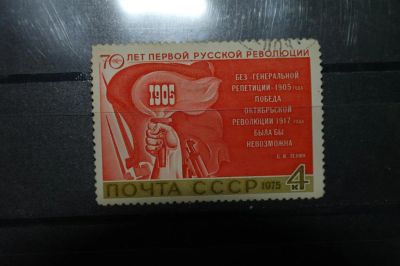 70 ЛЕТ ПЕРВОЙ РУССКОЙ РЕВОЛЮЦИИ
1905
БЕЗ "ГЕНЕРАЛЬНОЙ
РЕПЕТИЦИИ" 1905 ГОДА
ПОБЕДА
ОКТЯБРЬСКОЙ
РЕВОЛЮЦИИ 1917 ГОДА
БЫЛА БЫ
НЕВОЗМОЖНА
В. И. ЛЕНИН
ПОЧТА СССР 1975 4 К